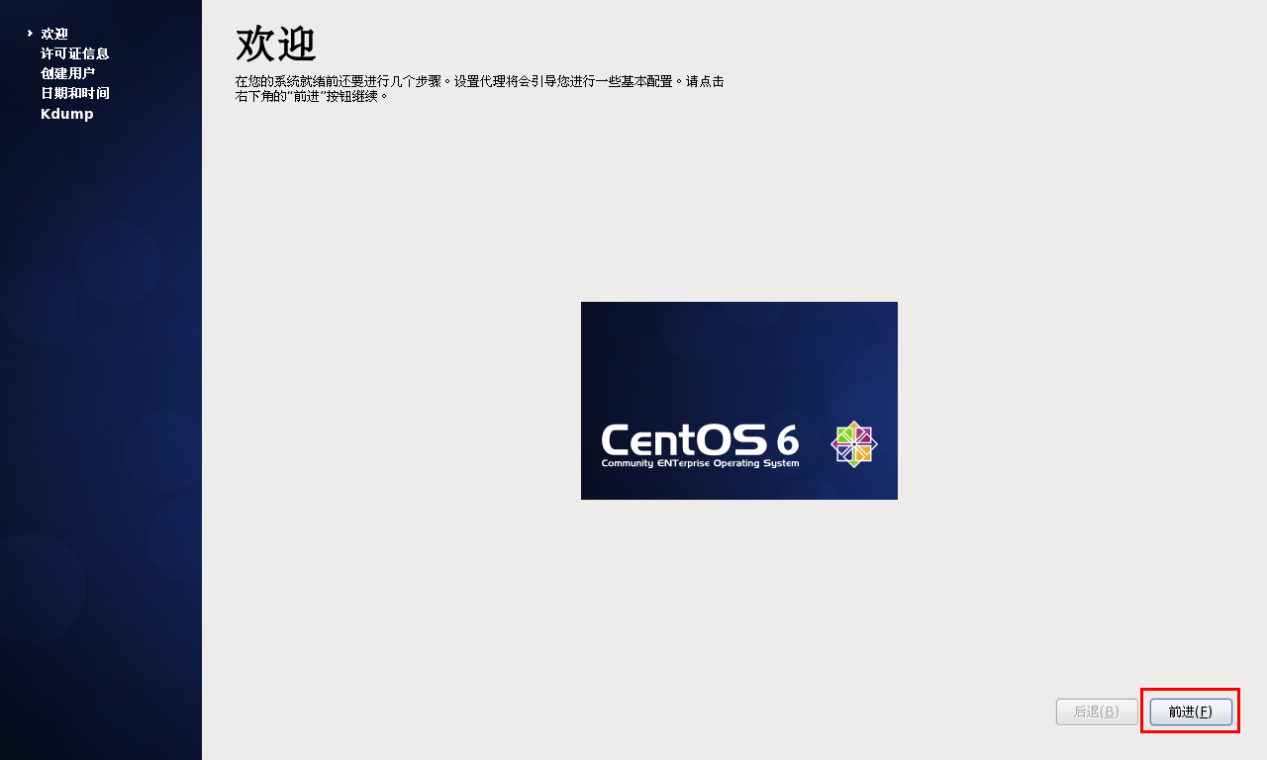 欢迎
许可证信息
创建用户
日期和时间
Kdump
欢迎
在您的系统就绪前还要进行几个步骤。设置代理将会引导您进行一些基本配置。请点击
右下角的“前进”按钮继续。
CentOS 6
Community ENTerprise Operating System
后退(B)
前进(F)